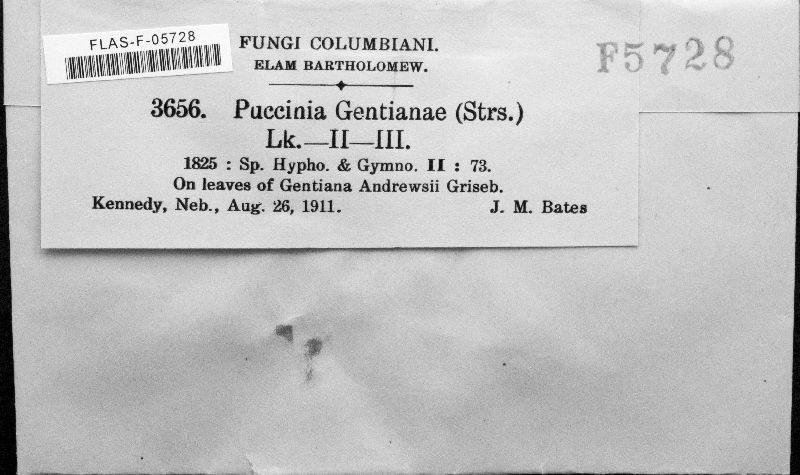 FLAS-F-05728
F5728
FUNGI COLUMBIANI.
ELAM BARTHOLOMEW.
3656. Puccinia Gentianae (Strs.)
Lk.—II—III.
1825 : Sp. Hypho. & Gymno. II : 73.
On leaves of Gentiana Andrewsii Griseb.
Kennedy, Neb., Aug. 26, 1911. J. M. Bates